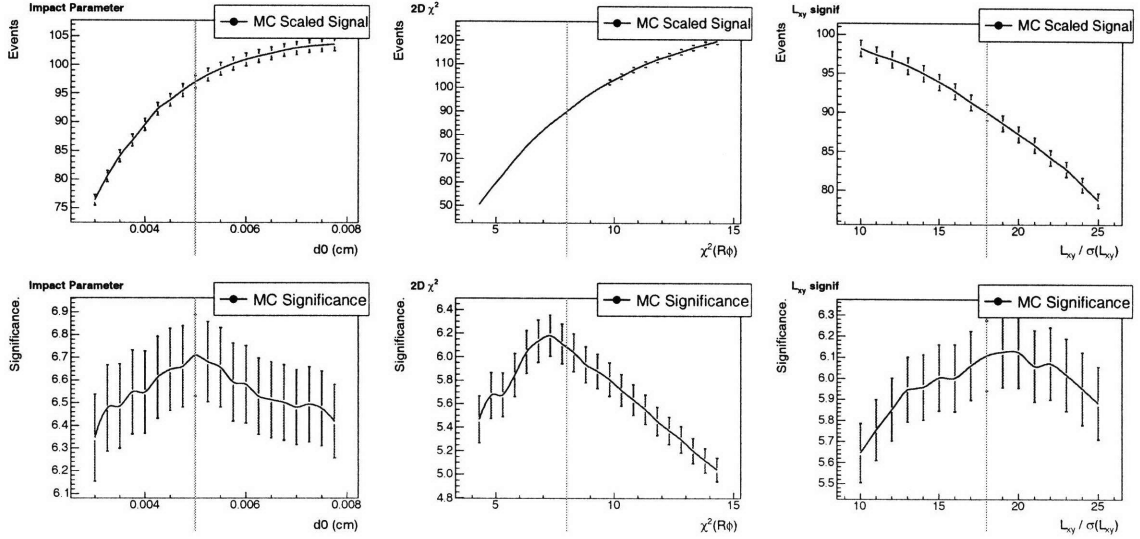 Impact Parameter
MC Scaled Signal
Events
105
100
95
90
85
80
75
0.004
0.006
0.008
d0 (cm)
2D χ²
MC Scaled Signal
Events
120
110
100
90
80
70
60
50
5
10
15
χ²(Rϕ)
Lxy signif
MC Scaled Signal
Events
100
95
90
85
80
10
15
20
25
Lxy / σ(Lxy)
Impact Parameter
MC Significance
Significance.
6.9
6.8
6.7
6.6
6.5
6.4
6.3
6.2
6.1
0.004
0.006
0.008
d0 (cm)
2D χ²
MC Significance
Significance.
6.4
6.2
6.0
5.8
5.6
5.4
5.2
5.0
4.8
5
10
15
χ²(Rϕ)
Lxy signif
MC Significance
Significance.
6.3
6.2
6.1
6.0
5.9
5.8
5.7
5.6
5.5
10
15
20
25
Lxy / σ(Lxy)